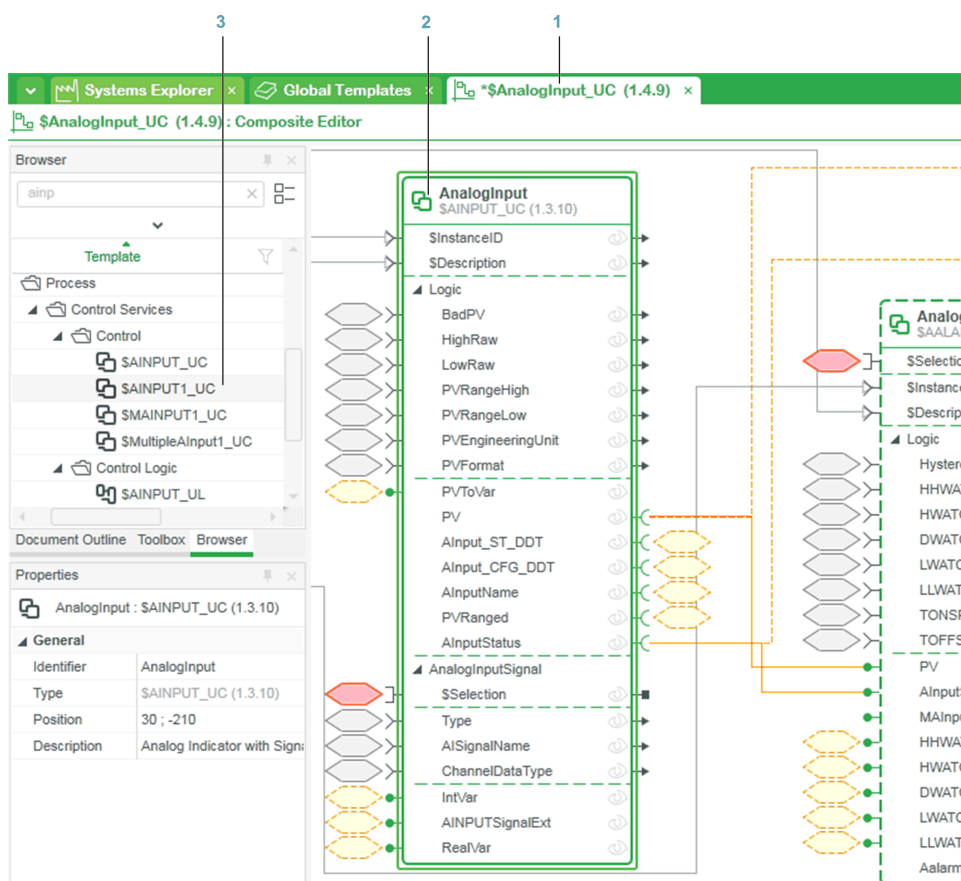 3
2
1
Systems Explorer ×
Global Templates ×
*$AnalogInput_UC (1.4.9) ×
$AnalogInput_UC (1.4.9) : Composite Editor
Browser
ainp
Template
Process
Control Services
Control
$AINPUT_UC
$AINPUT1_UC
$MAINPUT1_UC
$MultipleAInput1_UC
Control Logic
$AINPUT_UL
Document Outline Toolbox Browser
Properties
AnalogInput : $AINPUT_UC (1.3.10)
General
Identifier AnalogInput
Type $AINPUT_UC (1.3.10)
Position 30 ; -210
Description Analog Indicator with Signa
AnalogInput
$AINPUT_UC (1.3.10)
$InstanceID
$Description
Logic
BadPV
HighRaw
LowRaw
PVRangeHigh
PVRangeLow
PVEngineeringUnit
PVFormat
PVToVar
PV
AInput_ST_DDT
AInput_CFG_DDT
AInputName
PVRanged
AInputStatus
AnalogInputSignal
$Selection
Type
AISignalName
ChannelDataType
IntVar
AINPUTSignalExt
RealVar
Analog
$AALA
$Selectio
$Instance
$Descrip
Logic
Hystere
HHWA
HWATC
DWATC
LWATC
LLWAT
TONSF
TOFFS
PV
AInputS
MAInpu
HHWAT
HWATC
DWATC
LWATC
LLWAT
Aalarm